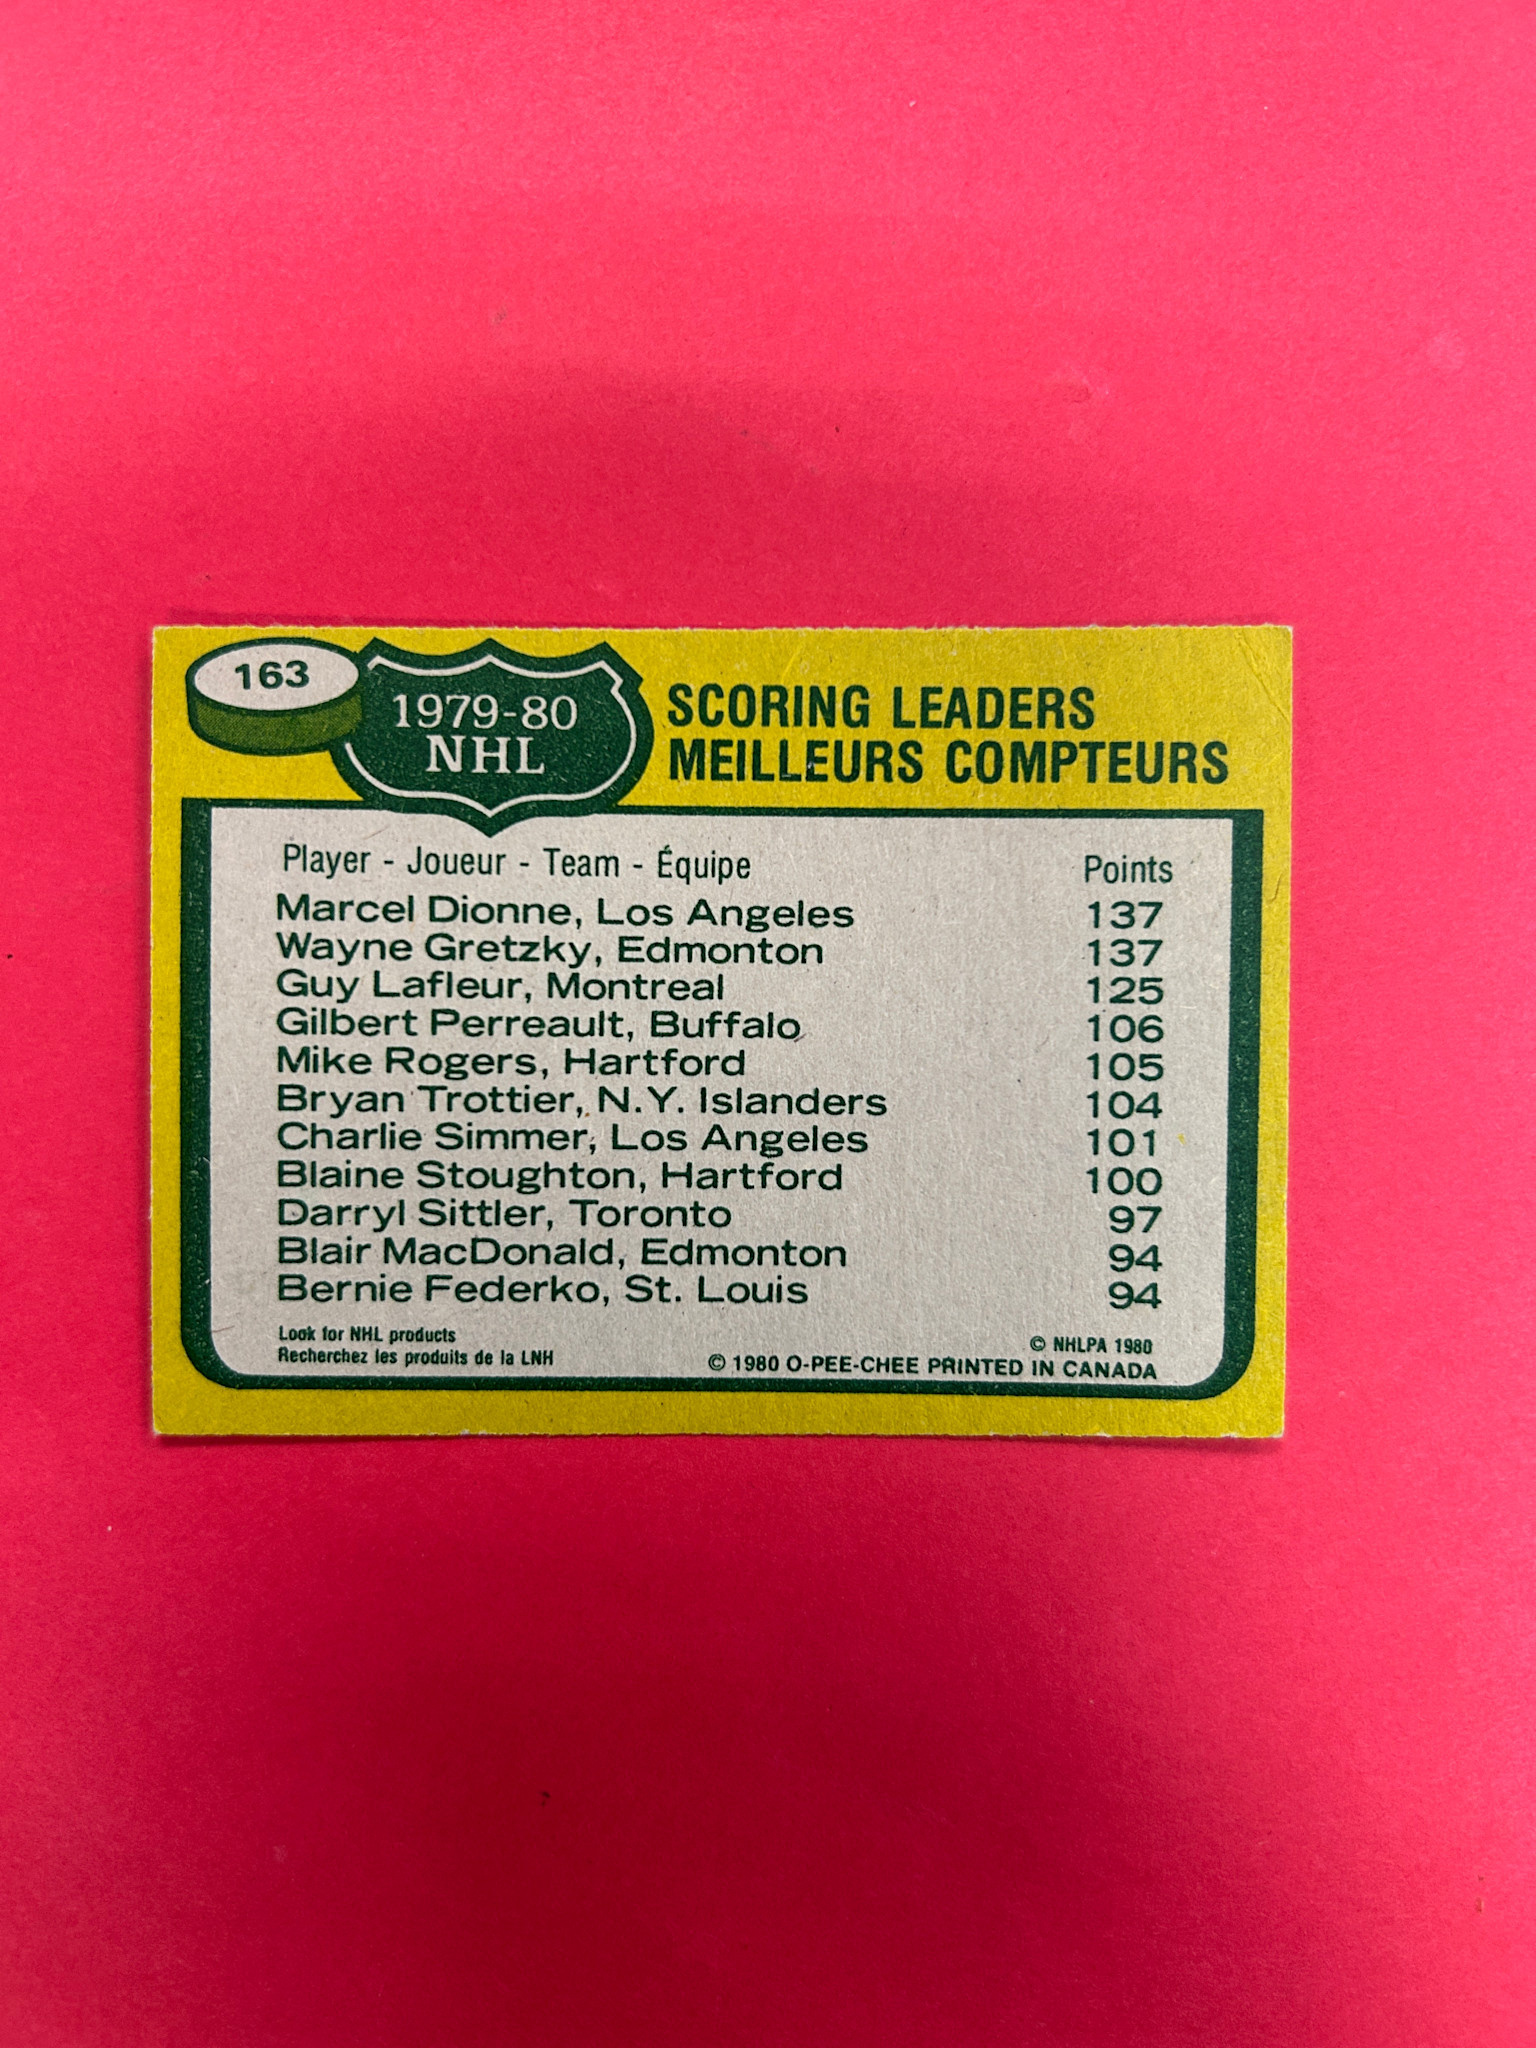 163
1979-80
NHL
SCORING LEADERS
MEILLEURS COMPTEURS
Player - Joueur - Team - Équipe Points
Marcel Dionne, Los Angeles 137
Wayne Gretzky, Edmonton 137
Guy Lafleur, Montreal 125
Gilbert Perreault, Buffalo 106
Mike Rogers, Hartford 105
Bryan Trottier, N.Y. Islanders 104
Charlie Simmer, Los Angeles 101
Blaine Stoughton, Hartford 100
Darryl Sittler, Toronto 97
Blair MacDonald, Edmonton 94
Bernie Federko, St. Louis 94
Look for NHL products
Recherchez les produits de la LNH
© NHLPA 1980
© 1980 O-PEE-CHEE PRINTED IN CANADA